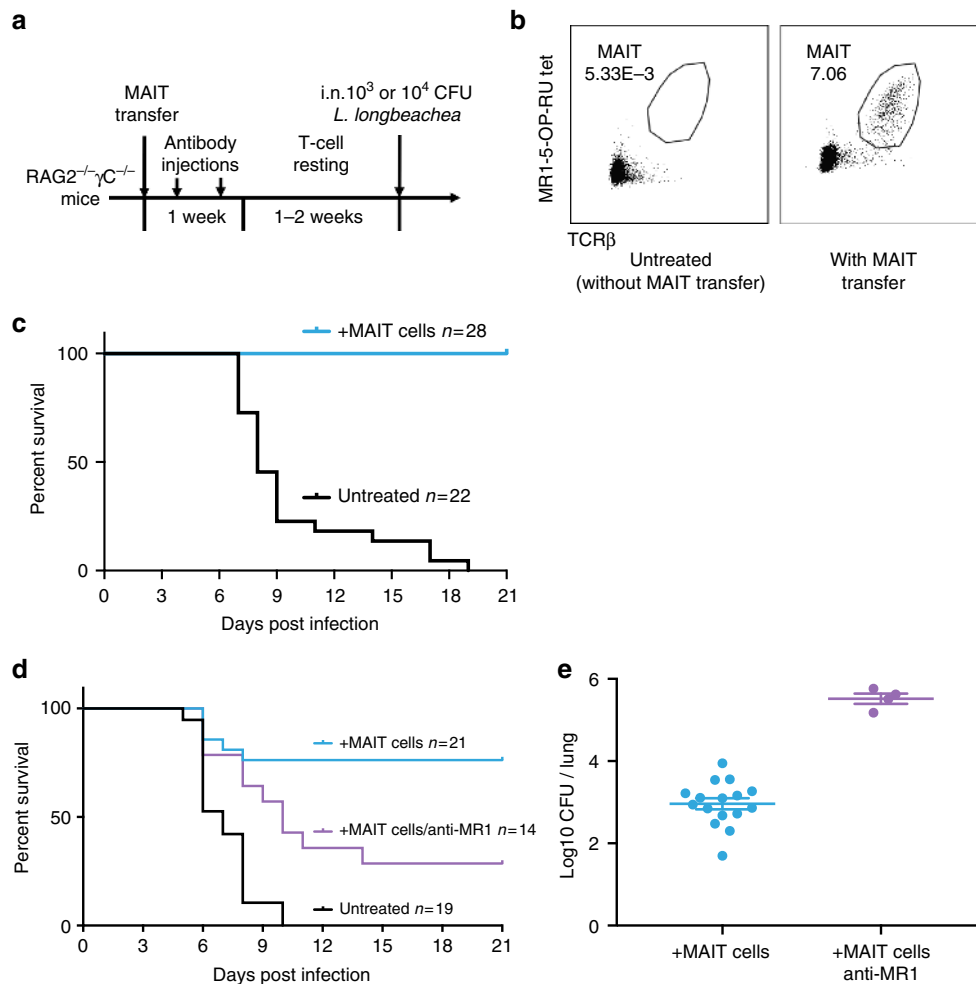 a
MAIT
transfer
Antibody
injections
T-cell
resting
i.n.10³ or 10⁴ CFU
L. longbeachea
RAG2⁻/⁻γC⁻/⁻
mice
1 week
1–2 weeks
b
MR1-5-OP-RU tet
MAIT
5.33E–3
MAIT
7.06
TCRβ
Untreated
(without MAIT transfer)
With MAIT
transfer
c
Percent survival
100
50
0
+MAIT cells n=28
Untreated n=22
0 3 6 9 12 15 18 21
Days post infection
d
Percent survival
100
50
0
+MAIT cells n=21
+MAIT cells/anti-MR1 n=14
Untreated n=19
0 3 6 9 12 15 18 21
Days post infection
e
Log10 CFU / lung
6
4
2
0
+MAIT cells
+MAIT cells
anti-MR1